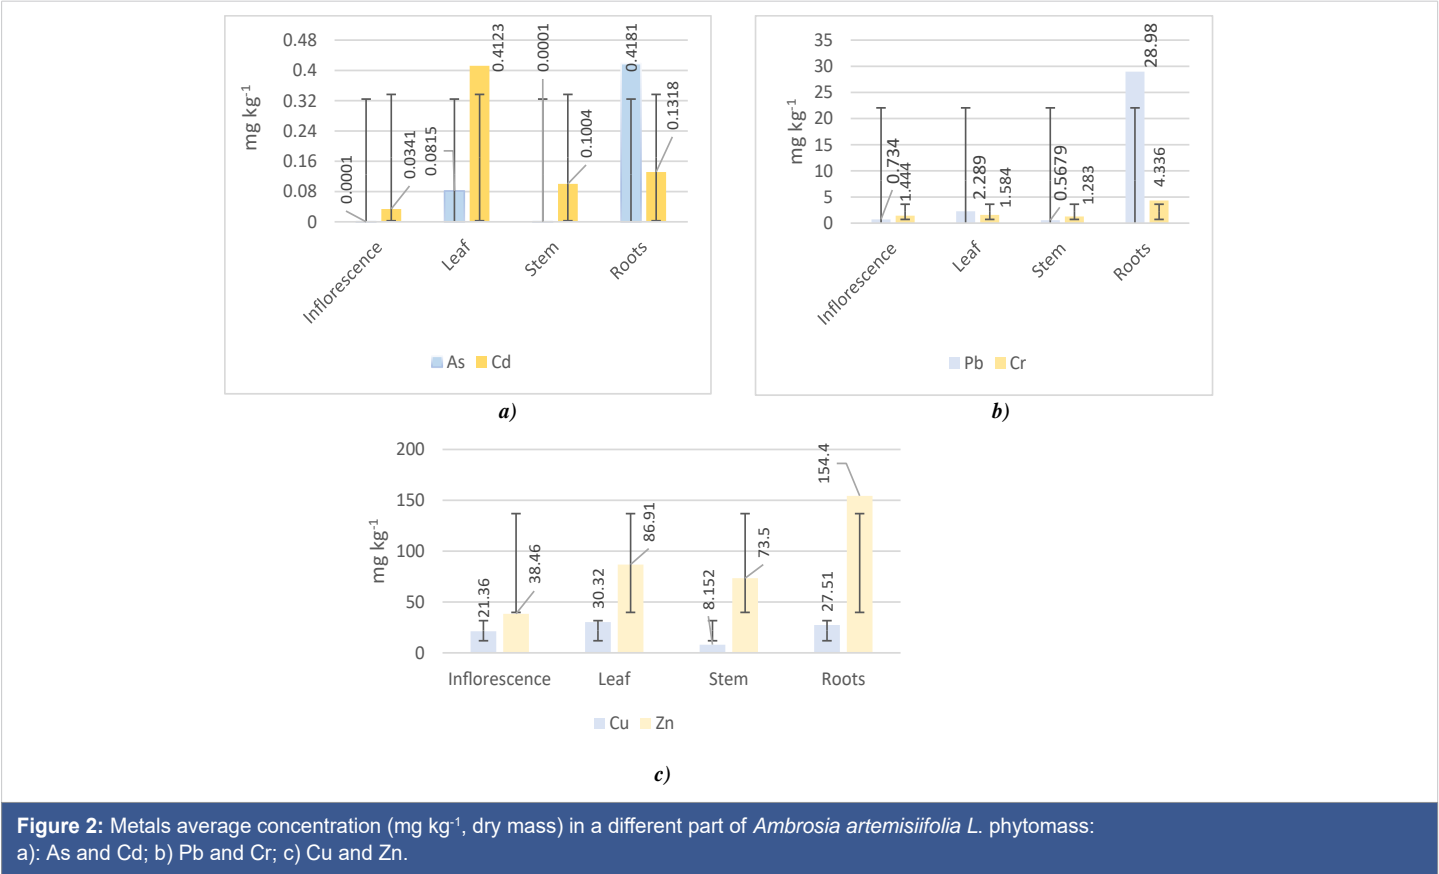 0.48
0.4
0.32
0.24
0.16
0.08
0
mg kg⁻¹
0.0001
0.0341
0.0815
0.4123
0.0001
0.1004
0.4181
0.1318
Inflorescence
Leaf
Stem
Roots
As Cd
a)
35
30
25
20
15
10
5
0
mg kg⁻¹
0.734
1.444
2.289
1.584
0.5679
1.283
28.98
4.336
Inflorescence
Leaf
Stem
Roots
Pb Cr
b)
200
150
100
50
0
mg kg⁻¹
21.36
38.46
30.32
86.91
8.152
73.5
27.51
154.4
Inflorescence
Leaf
Stem
Roots
Cu Zn
c)
Figure 2: Metals average concentration (mg kg⁻¹, dry mass) in a different part of Ambrosia artemisiifolia L. phytomass:
a): As and Cd; b) Pb and Cr; c) Cu and Zn.